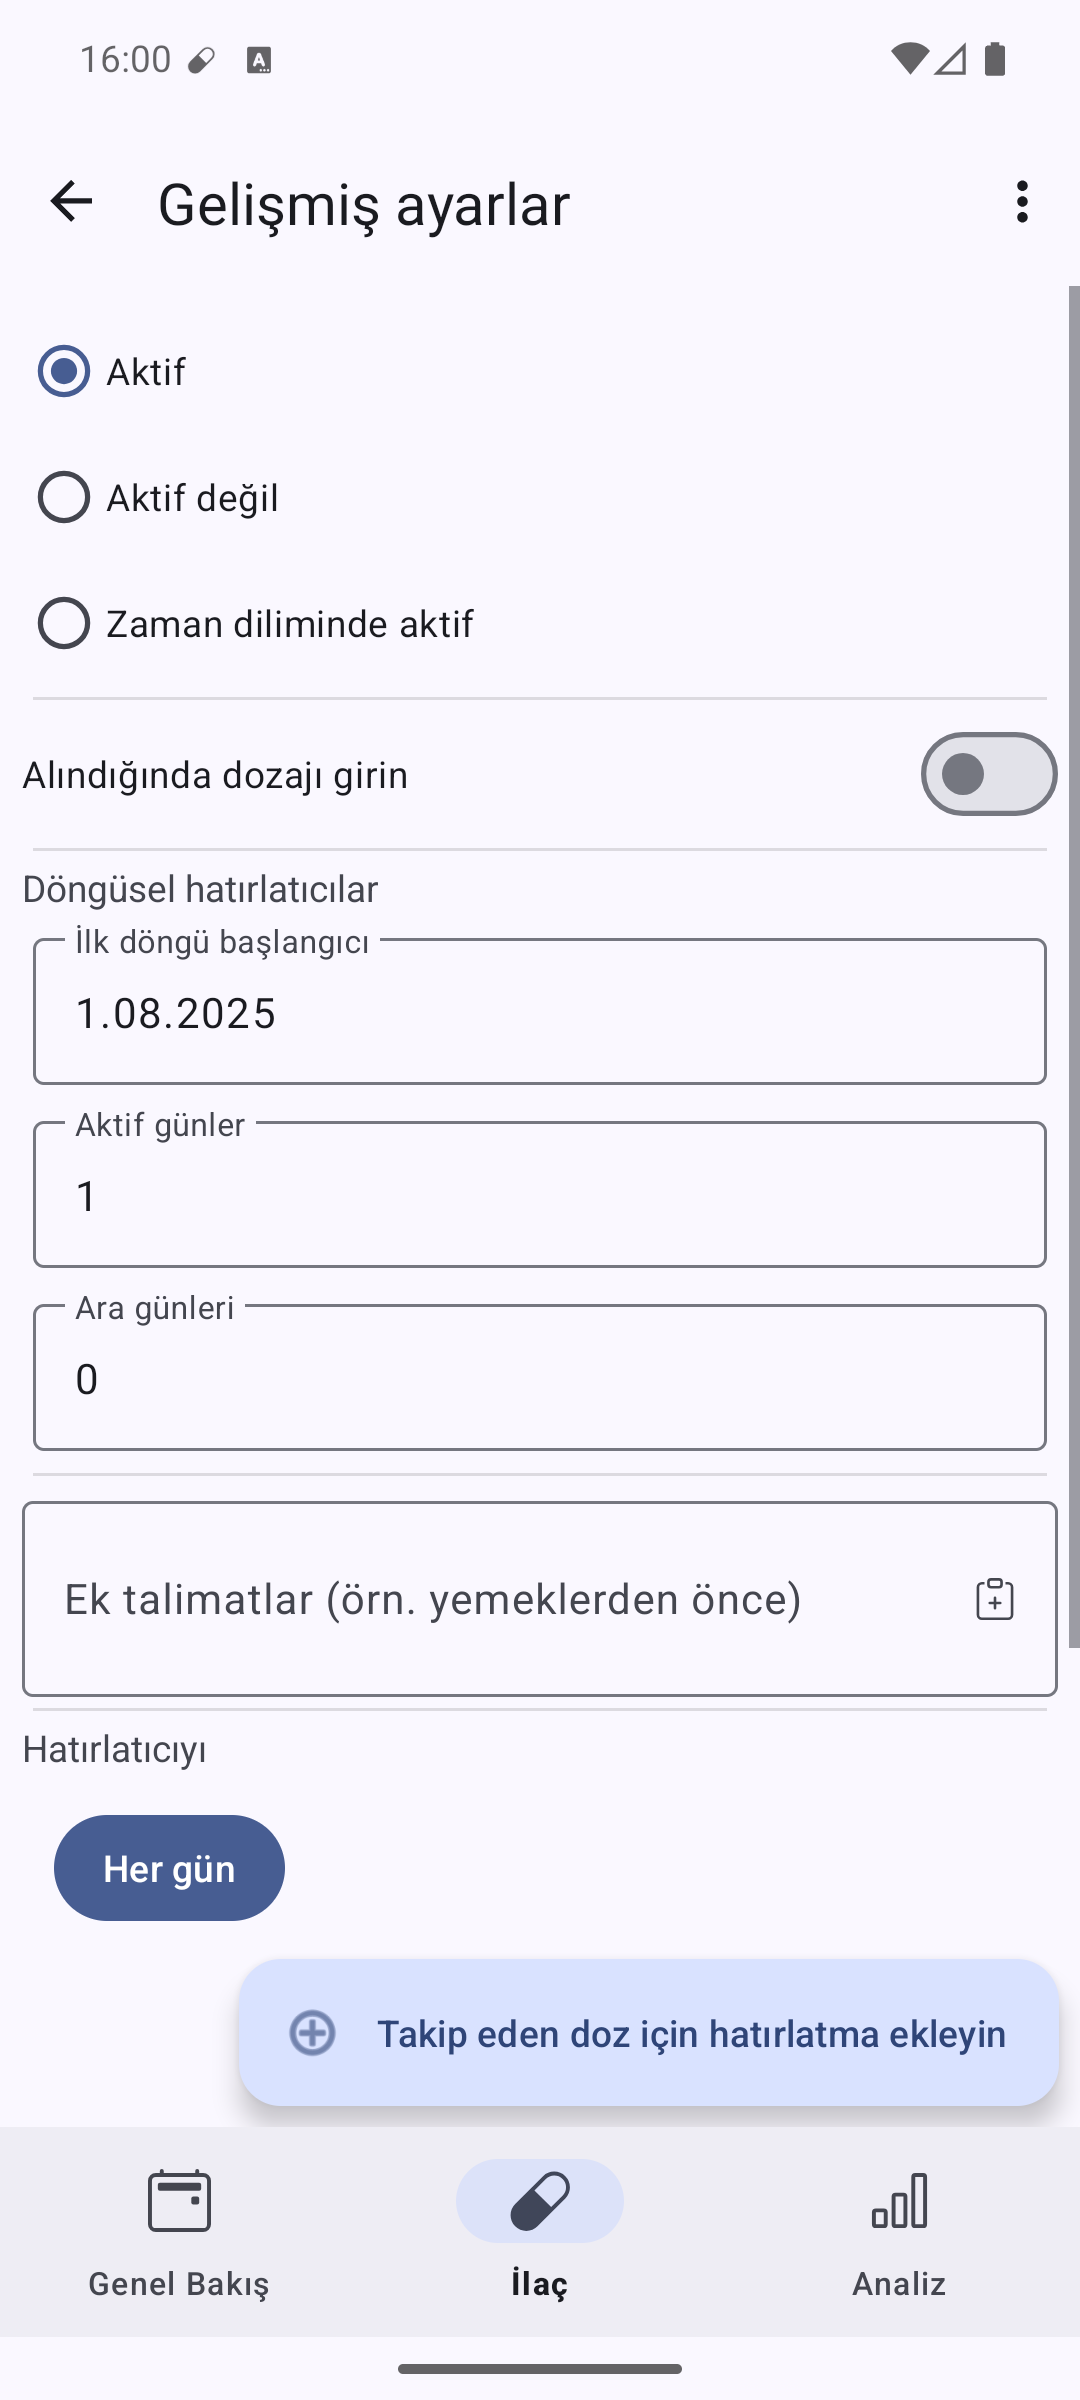 16:00
Gelişmiş ayarlar
Aktif
Aktif değil
Zaman diliminde aktif
Alındığında dozajı girin
Döngüsel hatırlatıcılar
İlk döngü başlangıcı
1.08.2025
Aktif günler
1
Ara günleri
0
Ek talimatlar (örn. yemeklerden önce)
Hatırlatıcıyı
Her gün
Takip eden doz için hatırlatma ekleyin
Genel Bakış
İlaç
Analiz